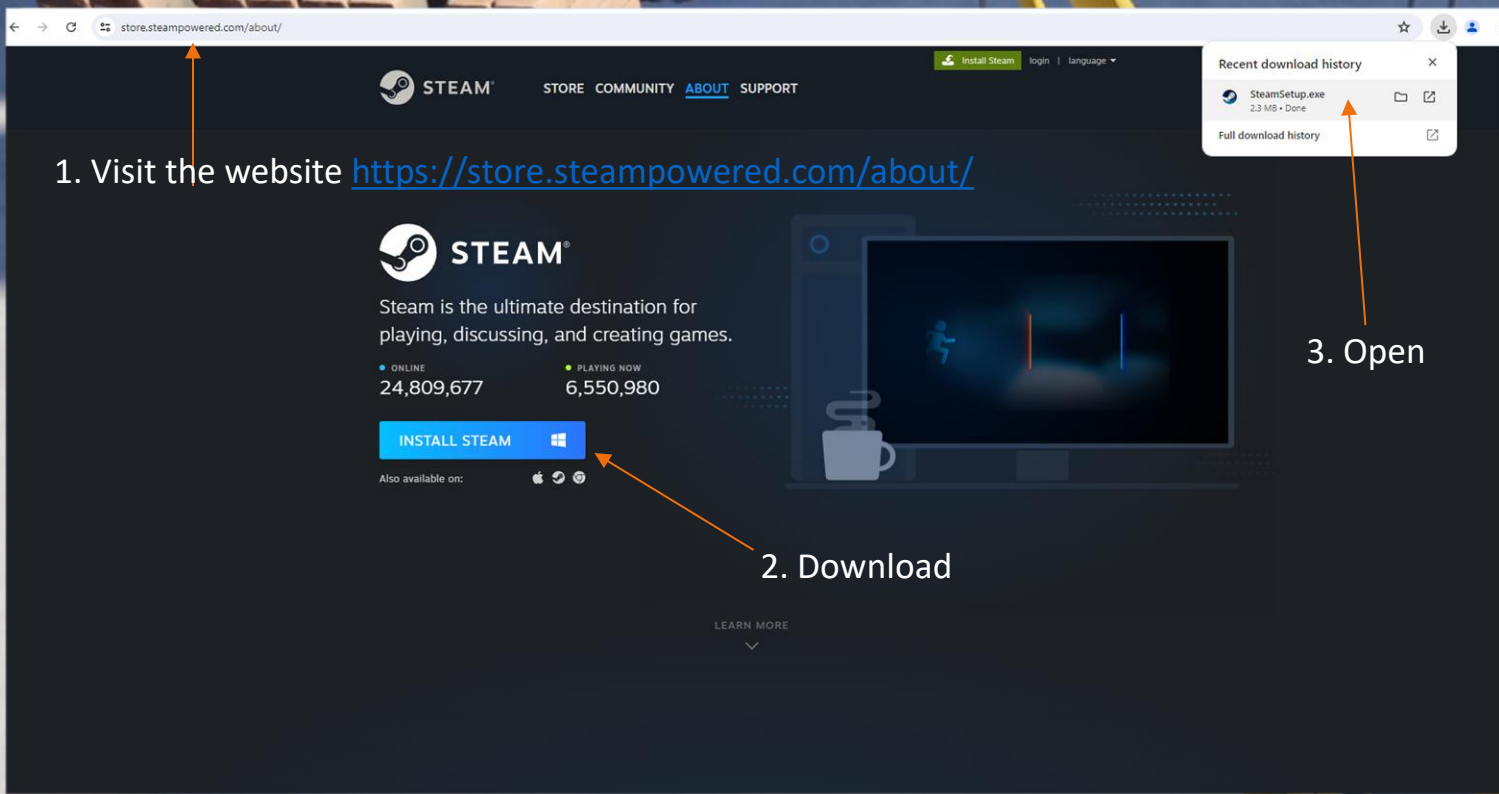 store.steampowered.com/about/
Install Steam login | language
STEAM®
STORE COMMUNITY ABOUT SUPPORT
Recent download history
SteamSetup.exe
2.3 MB • Done
Full download history
1. Visit the website https://store.steampowered.com/about/
STEAM®
Steam is the ultimate destination for
playing, discussing, and creating games.
ONLINE PLAYING NOW
24,809,677 6,550,980
INSTALL STEAM
Also available on:
3. Open
2. Download
LEARN MORE